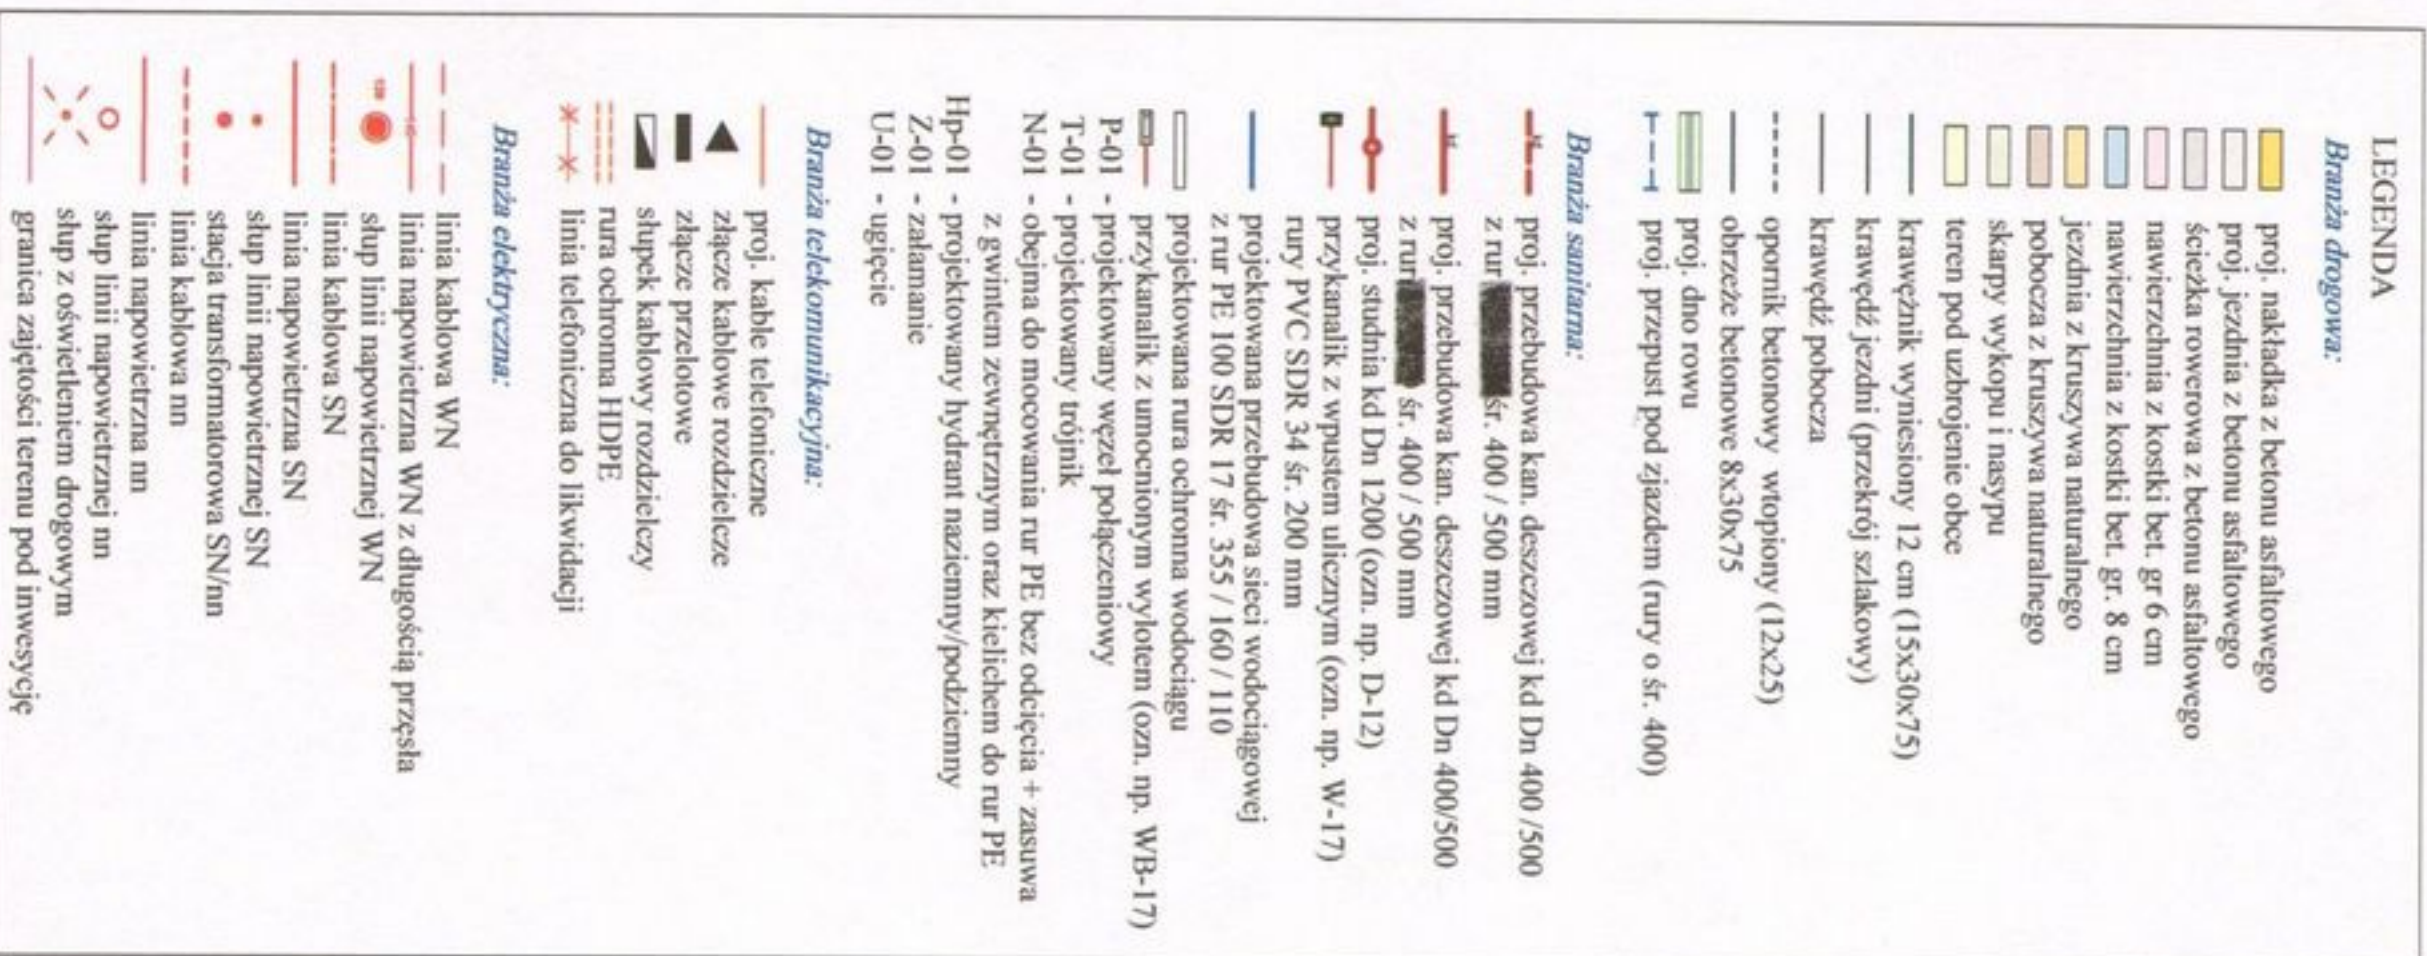 LEGENDA
Branża drogowa:
proj. nakładka z betonu asfaltowego
proj. jezdnia z betonu asfaltowego
ścieżka rowerowa z betonu asfaltowego
nawierzchnia z kostki bet. gr 6 cm
nawierzchnia z kostki bet. gr. 8 cm
jezdnia z kruszywa naturalnego
pobocza z kruszywa naturalnego
skarpy wykopu i nasypu
teren pod uzbrojenie obce
krawężnik wyniesiony 12 cm (15x30x75)
krawędź jezdni (przekrój szlakowy)
krawędź pobocza
opornik betonowy wtopiony (12x25)
obrzeże betonowe 8x30x75
proj. dno rowu
proj. przepust pod zjazdem (rury o śr. 400)
Branża sanitarna:
proj. przebudowa kan. deszczowej kd Dn 400 /500
z rur śr. 400 / 500 mm
proj. przebudowa kan. deszczowej kd Dn 400/500
z rur śr. 400 / 500 mm
proj. studnia kd Dn 1200 (ozn. np. D-12)
przykanalik z wpustem ulicznym (ozn. np. W-17)
rury PVC SDR 34 śr. 200 mm
projektowana przebudowa sieci wodociągowej
z rur PE 100 SDR 17 śr. 355 / 160 / 110
projektowana rura ochronna wodociągu
przykanalik z umocnionym wylotem (ozn. np. WB-17)
P-01 - projektowany węzeł połączeniowy
T-01 - projektowany trójnik
N-01 - obejma do mocowania rur PE bez odcięcia + zasuwa
z gwintem zewnętrznym oraz kielichem do rur PE
Hp-01 - projektowany hydrant naziemny/podziemny
Z-01 - załamanie
U-01 - ugięcie
Branża telekomunikacyjna:
proj. kable telefoniczne
złącze kablowe rozdzielcze
złącze przelotowe
słupek kablowy rozdzielczy
rura ochronna HDPE
linia telefoniczna do likwidacji
Branża elektryczna:
linia kablowa WN
linia napowietrzna WN z długością przęsła
słup linii napowietrznej WN
linia kablowa SN
linia napowietrzna SN
słup linii napowietrznej SN
stacja transformatorowa SN/nn
linia kablowa nn
linia napowietrzna nn
słup linii napowietrznej nn
słup z oświetleniem drogowym
granica zajętości terenu pod inwesycję